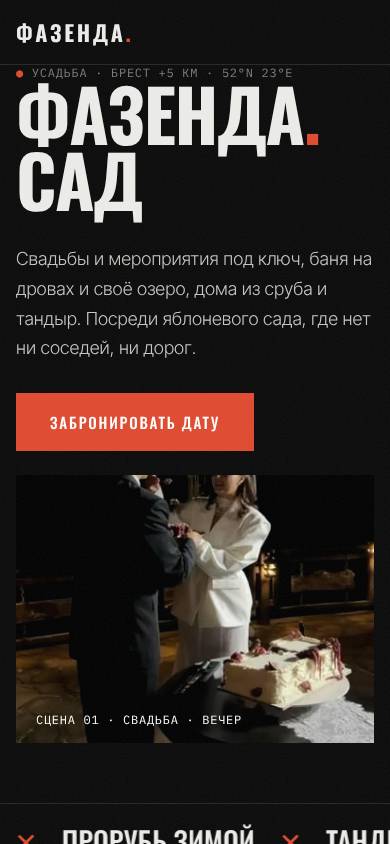 ФАЗЕНДА.
УСАДЬБА · БРЕСТ +5 КМ · 52°N 23°E
ФАЗЕНДА.
САД
Свадьбы и мероприятия под ключ, баня на
дровах и своё озеро, дома из сруба и
тандыр. Посреди яблоневого сада, где нет
ни соседей, ни дорог.
ЗАБРОНИРОВАТЬ ДАТУ
СЦЕНА 01 · СВАДЬБА · ВЕЧЕР
× ПРОРУБЬ ЗИМОЙ ×